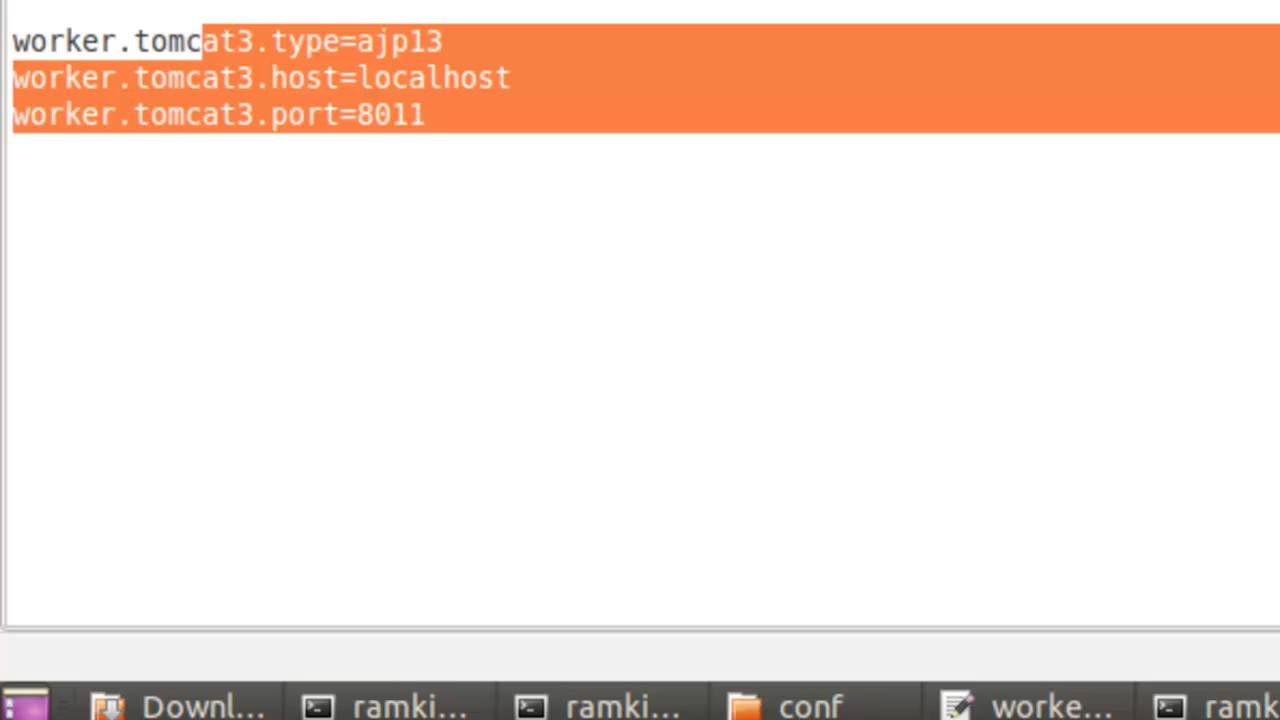 worker.tomcat3.type=ajp13
worker.tomcat3.host=localhost
worker.tomcat3.port=8011
Downl... ramki... ramki... conf worke... ramk